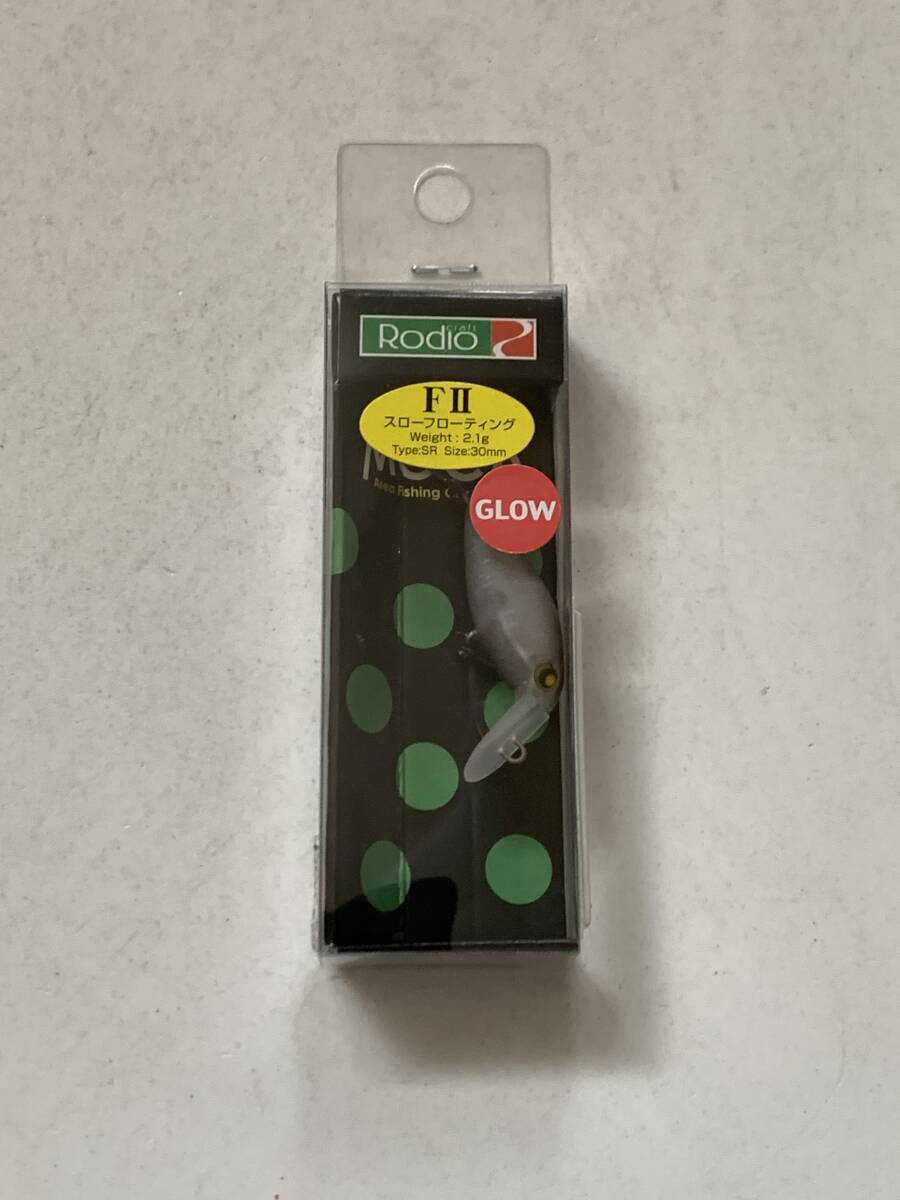 Rodio craft
FⅡ
スローフローティング
Weight : 2.1g
Type:SR Size:30mm
Area Fishing
GLOW